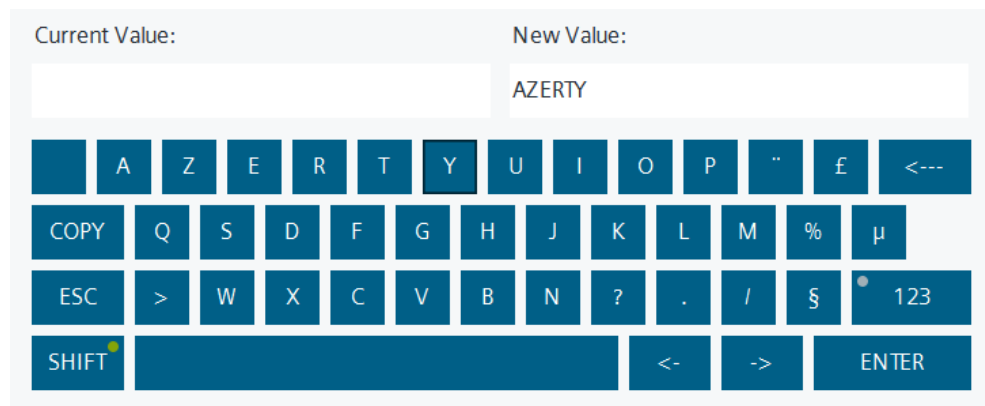 Current Value: New Value:
AZERTY
A Z E R T Y U I O P ¨ £ <---
COPY Q S D F G H J K L M % µ
ESC > W X C V B N ? . / § 123
SHIFT <- -> ENTER